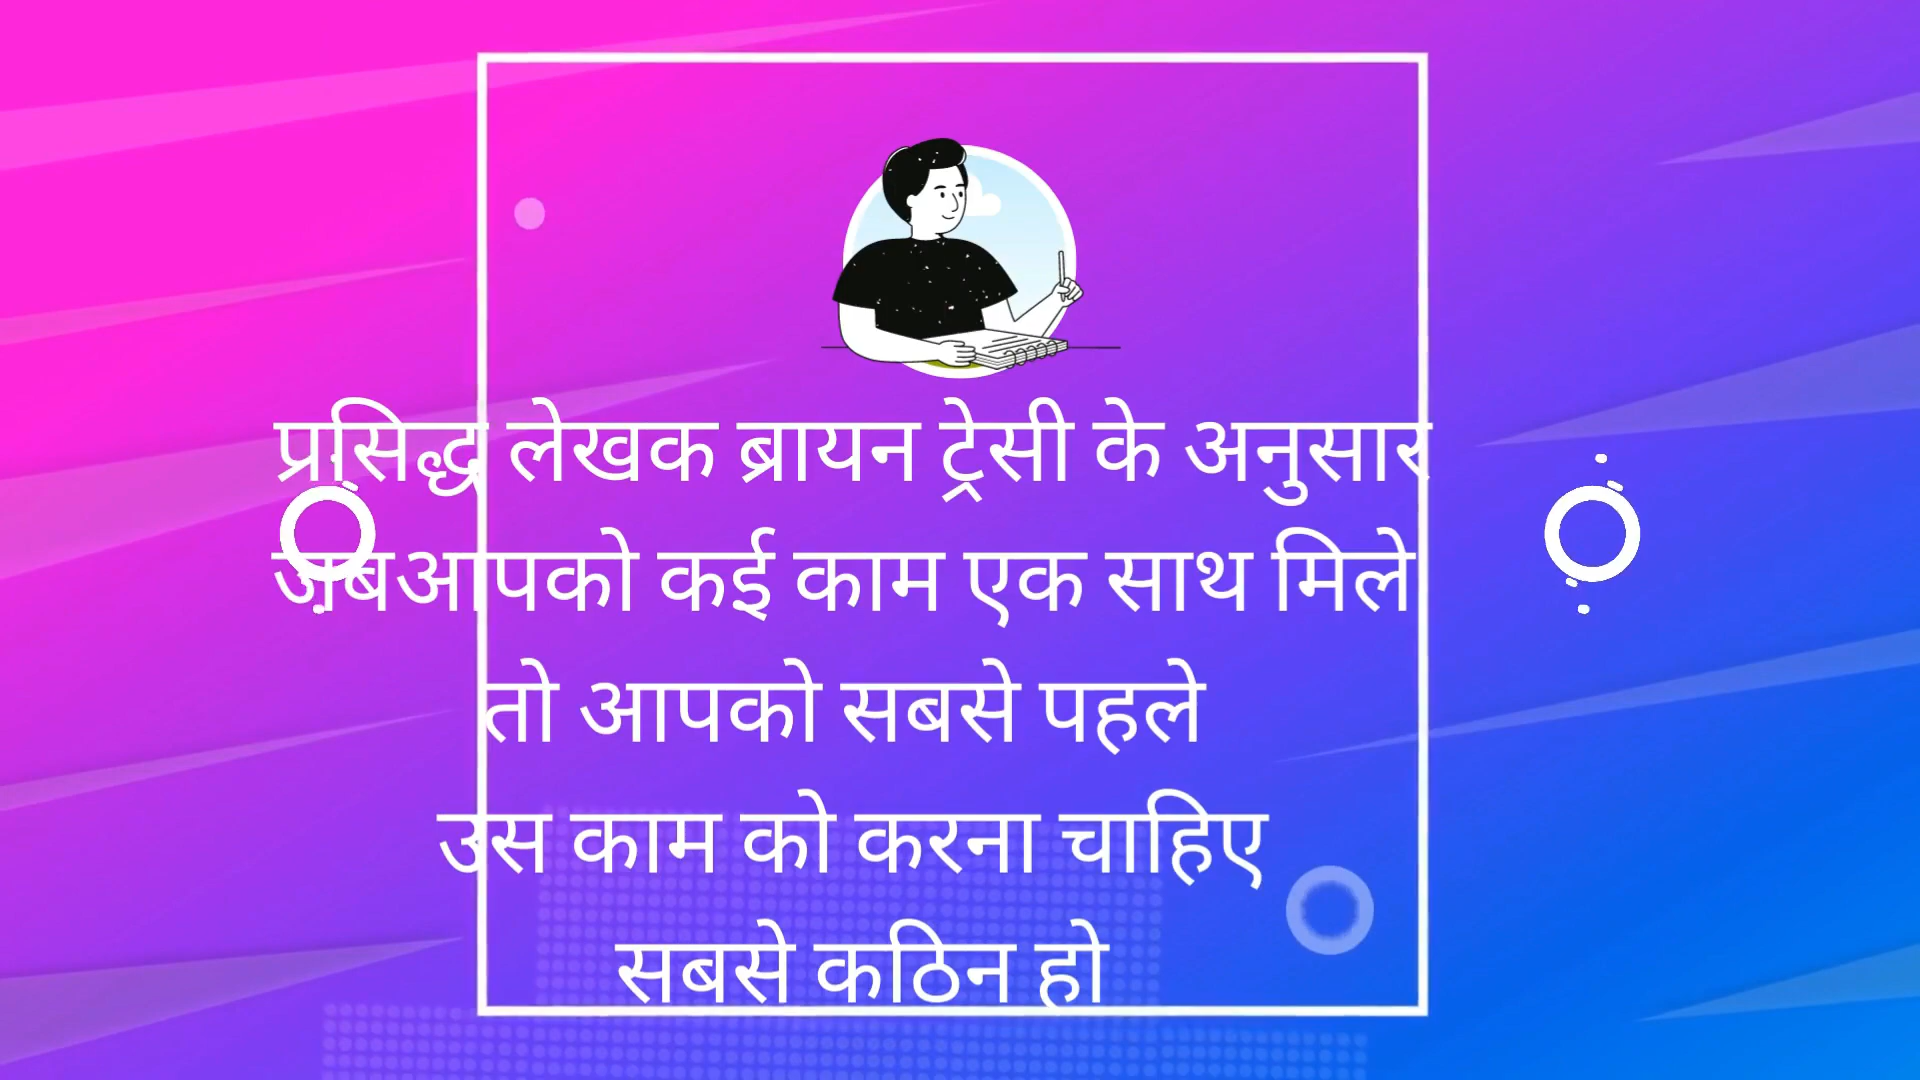 प्रसिद्ध लेखक ब्रायन ट्रेसी के अनुसार
जबआपको कई काम एक साथ मिले
तो आपको सबसे पहले
उस काम को करना चाहिए
सबसे कठिन हो